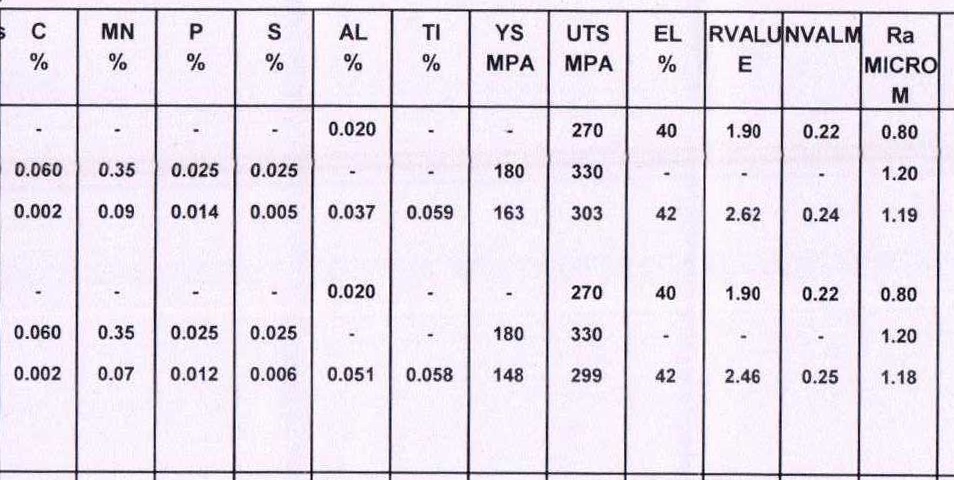 s C MN P S AL TI YS UTS EL RVALU NVALM Ra
% % % % % % MPA MPA % E MICRO
M
- - - - 0.020 - - 270 40 1.90 0.22 0.80
0.060 0.35 0.025 0.025 - - 180 330 - - - 1.20
0.002 0.09 0.014 0.005 0.037 0.059 163 303 42 2.62 0.24 1.19
- - - - 0.020 - - 270 40 1.90 0.22 0.80
0.060 0.35 0.025 0.025 - - 180 330 - - - 1.20
0.002 0.07 0.012 0.006 0.051 0.058 148 299 42 2.46 0.25 1.18